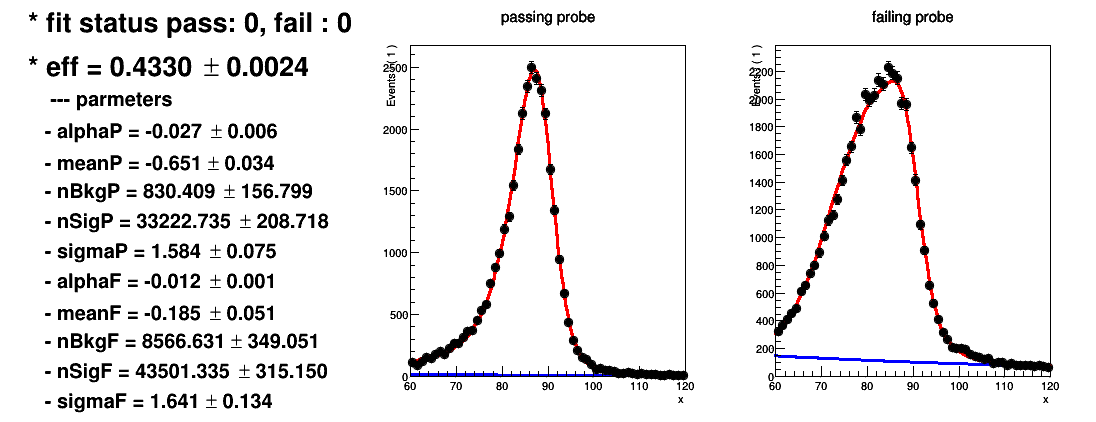 * fit status pass: 0, fail : 0
* eff = 0.4330 ± 0.0024
--- parmeters
- alphaP = -0.027 ± 0.006
- meanP = -0.651 ± 0.034
- nBkgP = 830.409 ± 156.799
- nSigP = 33222.735 ± 208.718
- sigmaP = 1.584 ± 0.075
- alphaF = -0.012 ± 0.001
- meanF = -0.185 ± 0.051
- nBkgF = 8566.631 ± 349.051
- nSigF = 43501.335 ± 315.150
- sigmaF = 1.641 ± 0.134
passing probe
2500
2000
1500
1000
500
0
60 70 80 90 100 110 120
x
failing probe
2200
2000
1800
1600
1400
1200
1000
800
600
400
200
0
60 70 80 90 100 110 120
x